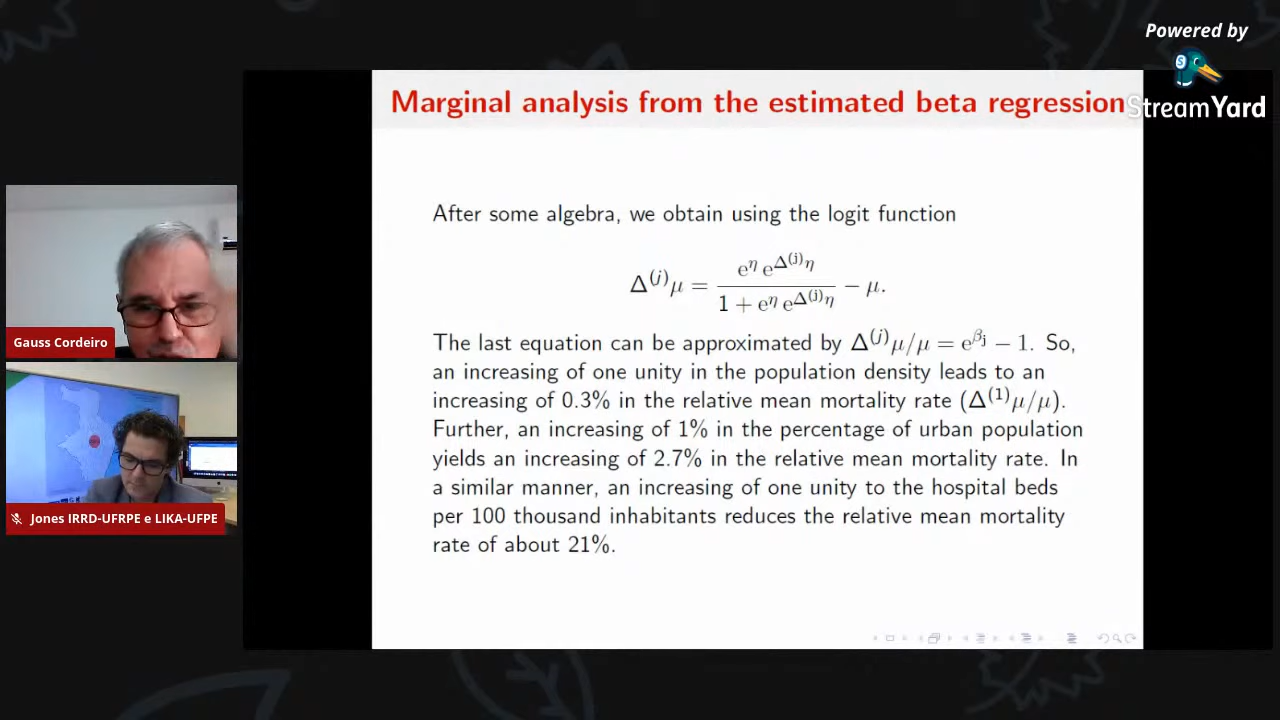 Powered by
S
StreamYard
Marginal analysis from the estimated beta regression
After some algebra, we obtain using the logit function
Δ^(j)μ = (e^η e^(Δ^(j)η)) / (1 + e^η e^(Δ^(j)η)) − μ.
The last equation can be approximated by Δ^(j)μ/μ = e^(β_j) − 1. So,
an increasing of one unity in the population density leads to an
increasing of 0.3% in the relative mean mortality rate (Δ^(1)μ/μ).
Further, an increasing of 1% in the percentage of urban population
yields an increasing of 2.7% in the relative mean mortality rate. In
a similar manner, an increasing of one unity to the hospital beds
per 100 thousand inhabitants reduces the relative mean mortality
rate of about 21%.
Gauss Cordeiro
Jones IRRD-UFRPE e LIKA-UFPE